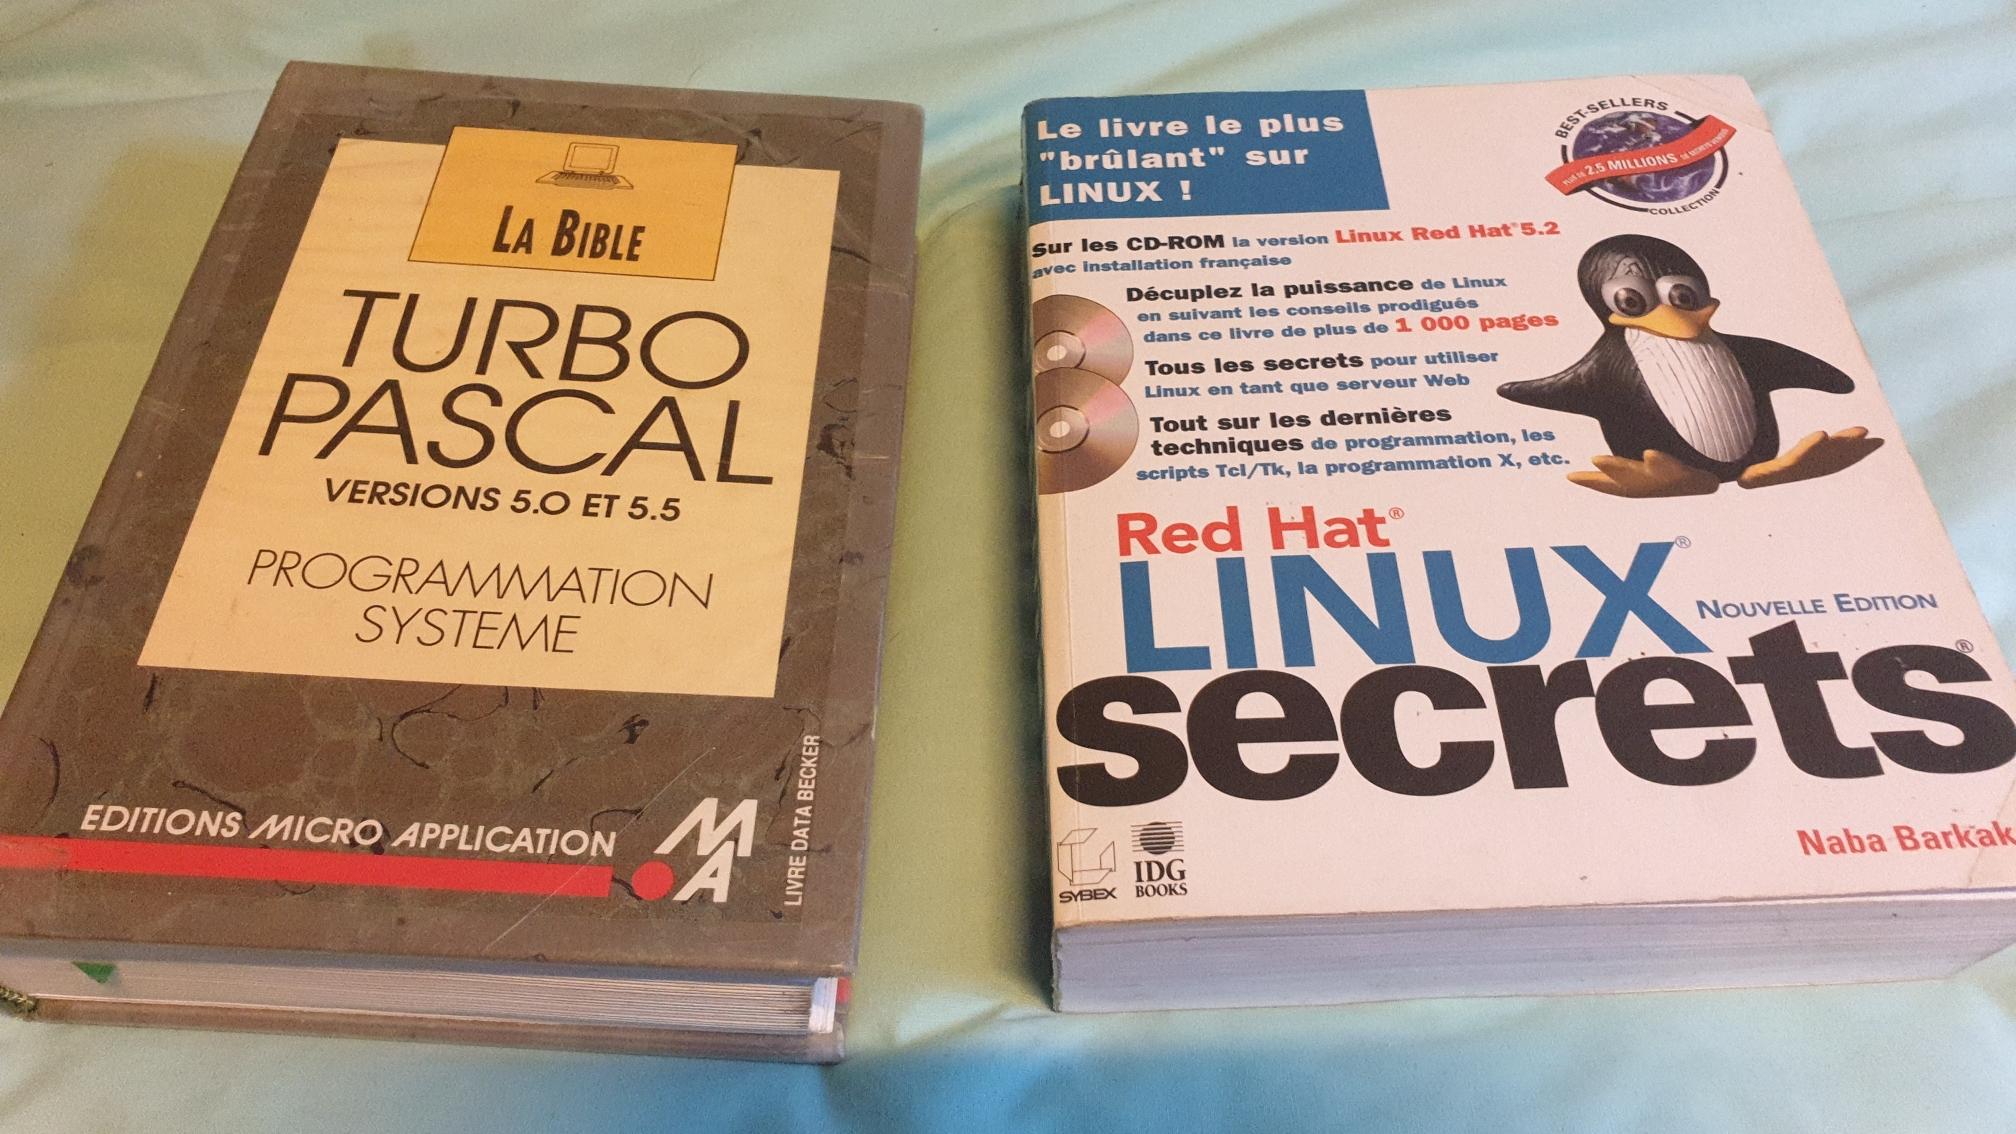 LA BIBLE
TURBO
PASCAL
VERSIONS 5.0 ET 5.5
PROGRAMMATION
SYSTEME
EDITIONS MICRO APPLICATION
MA
LIVRE DATA BECKER
Le livre le plus
"brûlant" sur
LINUX !
BEST-SELLERS
PLUS DE 2,5 MILLIONS DE SECRETS VENDUS
COLLECTION
Sur les CD-ROM la version Linux Red Hat® 5.2
avec installation française
Décuplez la puissance de Linux
en suivant les conseils prodigués
dans ce livre de plus de 1 000 pages
Tous les secrets pour utiliser
Linux en tant que serveur Web
Tout sur les dernières
techniques de programmation, les
scripts Tcl/Tk, la programmation X, etc.
Red Hat®
LINUX®
NOUVELLE EDITION
secrets®
Naba Barkak
SYBEX
IDG
BOOKS